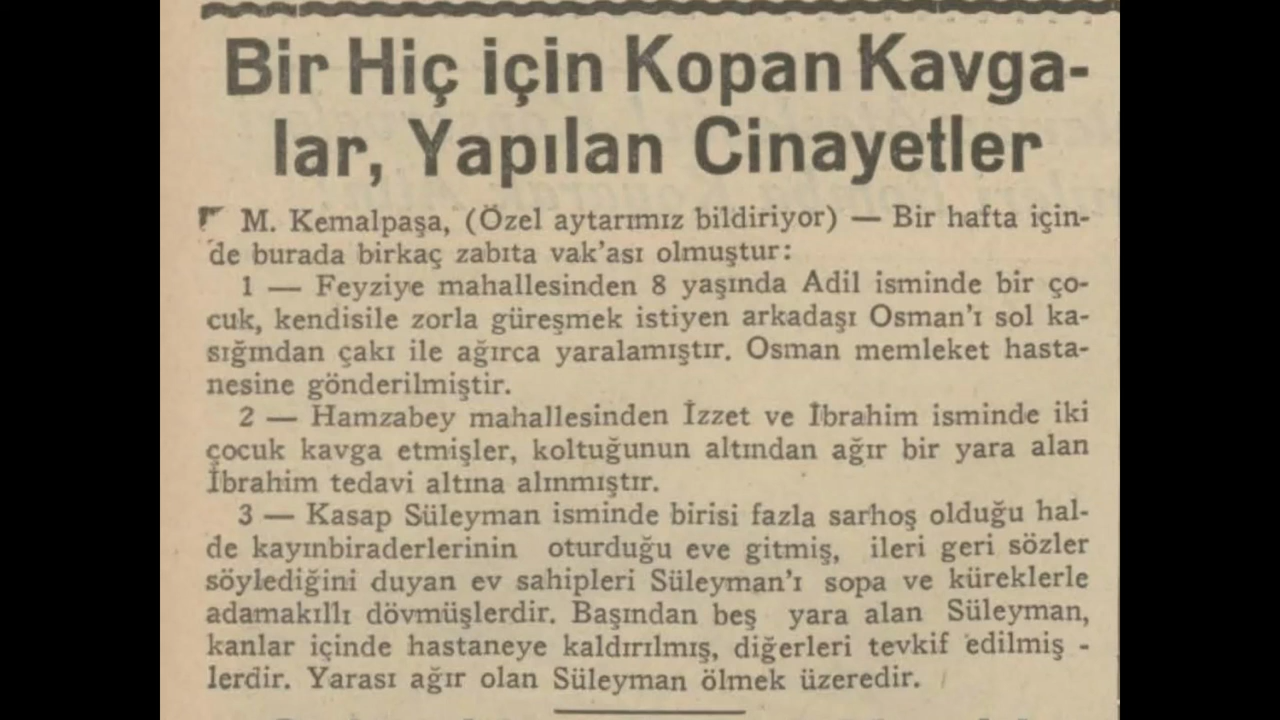 Bir Hiç için Kopan Kavga-
lar, Yapılan Cinayetler
M. Kemalpaşa, (Özel aytarımız bildiriyor) — Bir hafta için-
de burada birkaç zabıta vak'ası olmuştur:
1 — Feyziye mahallesinden 8 yaşında Adil isminde bir ço-
cuk, kendisile zorla güreşmek istiyen arkadaşı Osman'ı sol ka-
sığından çakı ile ağırca yaralamıştır. Osman memleket hasta-
nesine gönderilmiştir.
2 — Hamzabey mahallesinden İzzet ve İbrahim isminde iki
çocuk kavga etmişler, koltuğunun altından ağır bir yara alan
İbrahim tedavi altına alınmıştır.
3 — Kasap Süleyman isminde birisi fazla sarhoş olduğu hal-
de kayınbiraderlerinin oturduğu eve gitmiş, ileri geri sözler
söylediğini duyan ev sahipleri Süleyman'ı sopa ve küreklerle
adamakıllı dövmüşlerdir. Başından beş yara alan Süleyman,
kanlar içinde hastaneye kaldırılmış, diğerleri tevkif edilmiş -
lerdir. Yarası ağır olan Süleyman ölmek üzeredir.